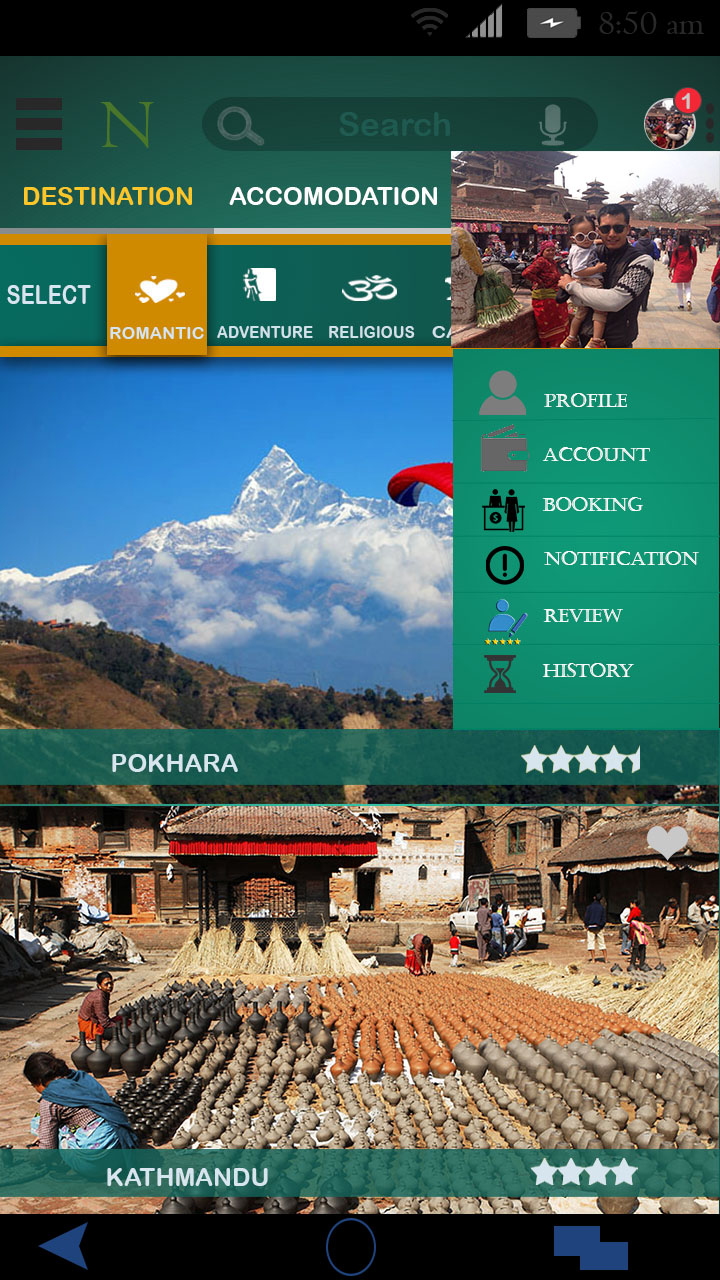 8:50 am
N
Search
1
DESTINATION
ACCOMODATION
SELECT
ROMANTIC
ADVENTURE
RELIGIOUS
CA
PROFILE
ACCOUNT
BOOKING
NOTIFICATION
REVIEW
HISTORY
POKHARA
KATHMANDU